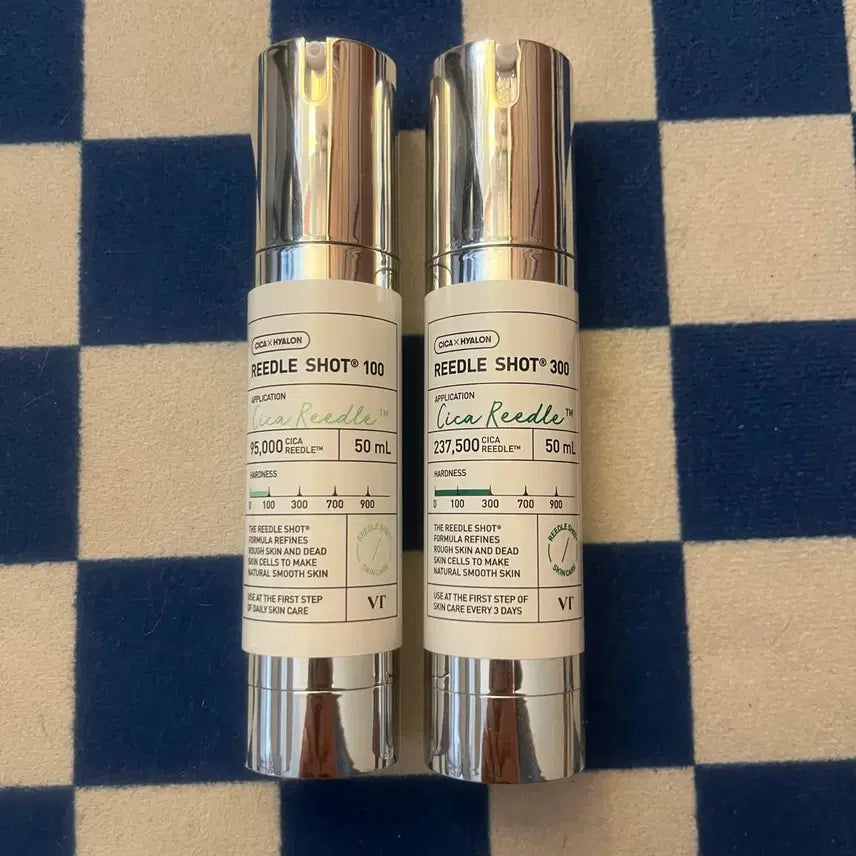 CICA×HYALON
REEDLE SHOT® 100
APPLICATION
Cica Reedle™
95,000 CICA REEDLE™
50 mL
HARDNESS
0 100 300 700 900
THE REEDLE SHOT®
FORMULA REFINES
ROUGH SKIN AND DEAD
SKIN CELLS TO MAKE
NATURAL SMOOTH SKIN
REEDLE SHOT®
SKINCARE
USE AT THE FIRST STEP
OF DAILY SKIN CARE
VT
CICA×HYALON
REEDLE SHOT® 300
APPLICATION
Cica Reedle™
237,500 CICA REEDLE™
50 mL
HARDNESS
0 100 300 700 900
THE REEDLE SHOT®
FORMULA REFINES
ROUGH SKIN AND DEAD
SKIN CELLS TO MAKE
NATURAL SMOOTH SKIN
REEDLE SHOT®
SKINCARE
USE AT THE FIRST STEP OF
SKIN CARE EVERY 3 DAYS
VT